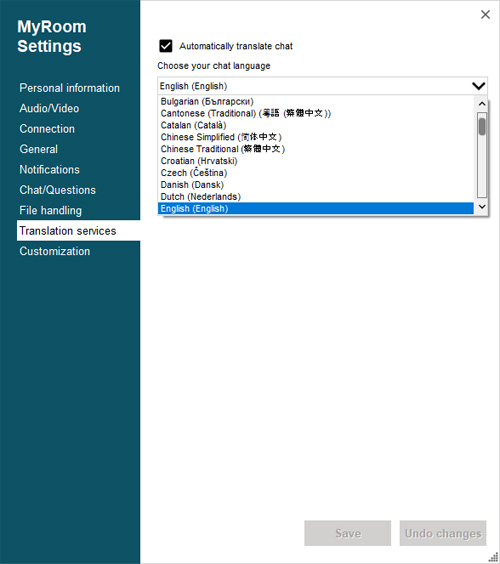 MyRoom
Settings
Personal information
Audio/Video
Connection
General
Notifications
Chat/Questions
File handling
Translation services
Customization
Automatically translate chat
Choose your chat language
English (English)
Bulgarian (Български)
Cantonese (Traditional) (粵語 (繁體中文))
Catalan (Català)
Chinese Simplified (简体中文)
Chinese Traditional (繁體中文)
Croatian (Hrvatski)
Czech (Čeština)
Danish (Dansk)
Dutch (Nederlands)
English (English)
Save
Undo changes